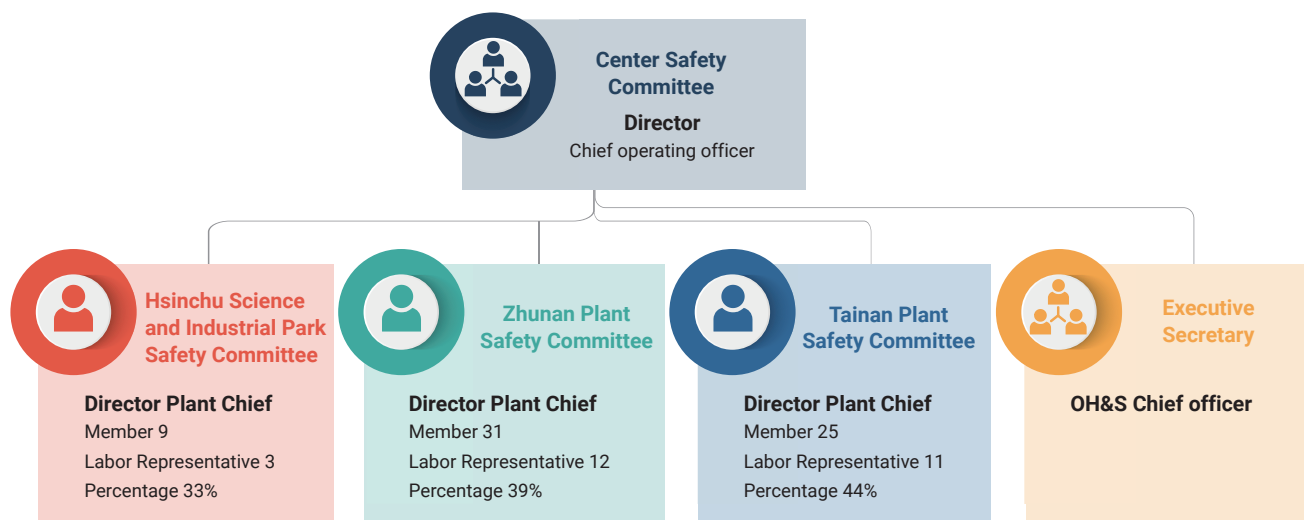 Center Safety
Committee
Director
Chief operating officer
Hsinchu Science
and Industrial Park
Safety Committee
Director Plant Chief
Member 9
Labor Representative 3
Percentage 33%
Zhunan Plant
Safety Committee
Director Plant Chief
Member 31
Labor Representative 12
Percentage 39%
Tainan Plant
Safety Committee
Director Plant Chief
Member 25
Labor Representative 11
Percentage 44%
Executive
Secretary
OH&S Chief officer